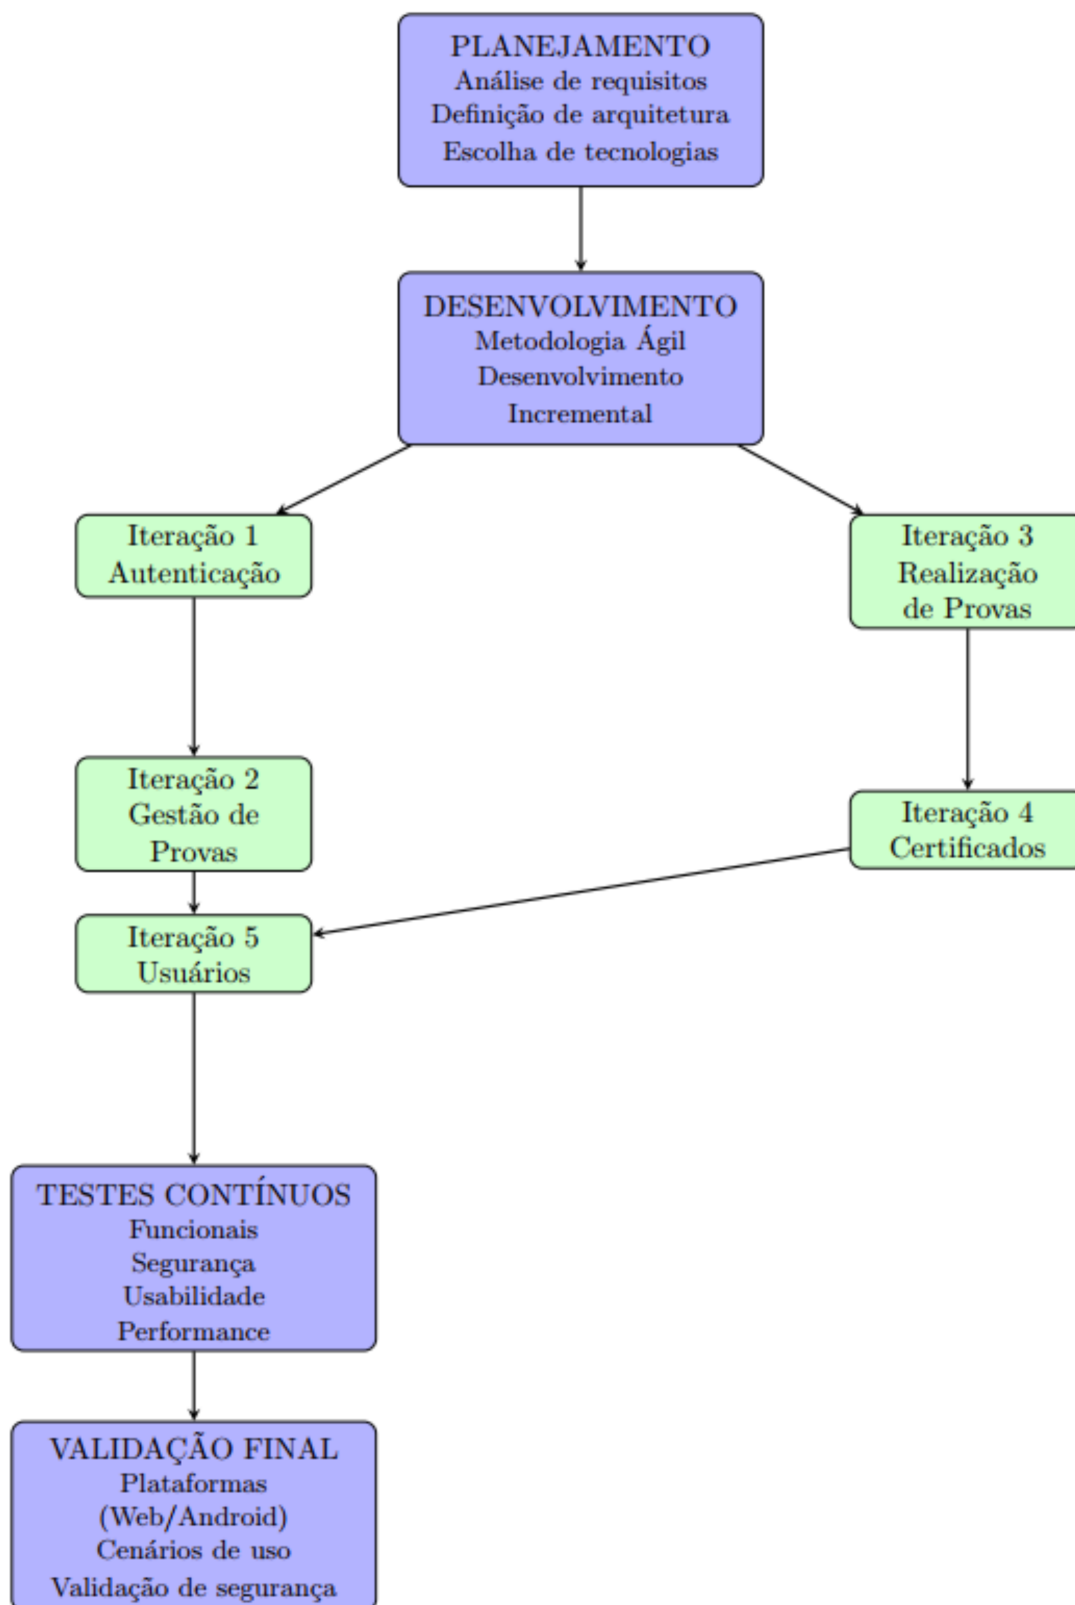 PLANEJAMENTO
Análise de requisitos
Definição de arquitetura
Escolha de tecnologias
DESENVOLVIMENTO
Metodologia Ágil
Desenvolvimento
Incremental
Iteração 1
Autenticação
Iteração 3
Realização
de Provas
Iteração 2
Gestão de
Provas
Iteração 4
Certificados
Iteração 5
Usuários
TESTES CONTÍNUOS
Funcionais
Segurança
Usabilidade
Performance
VALIDAÇÃO FINAL
Plataformas
(Web/Android)
Cenários de uso
Validação de segurança